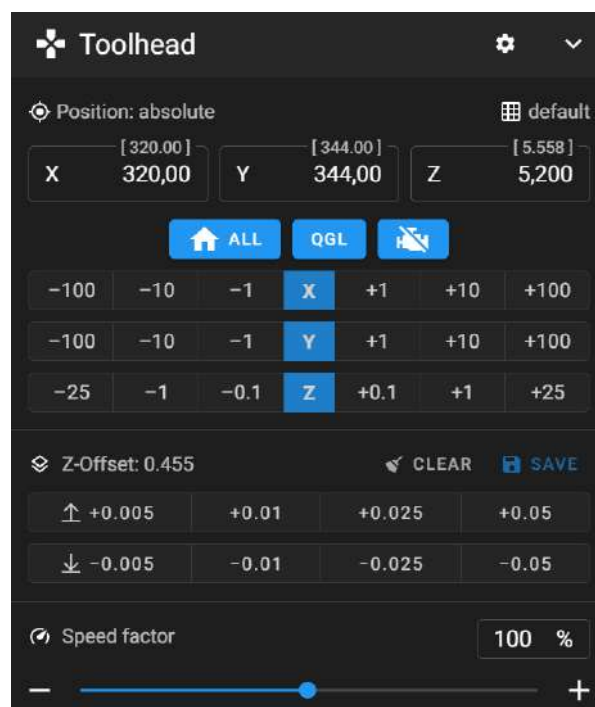 Toolhead
Position: absolute default
[ 320.00 ] [ 344.00 ] [ 5.558 ]
X 320,00 Y 344,00 Z 5,200
ALL QGL
−100 −10 −1 X +1 +10 +100
−100 −10 −1 Y +1 +10 +100
−25 −1 −0.1 Z +0.1 +1 +25
Z-Offset: 0.455 CLEAR SAVE
+0.005 +0.01 +0.025 +0.05
−0.005 −0.01 −0.025 −0.05
Speed factor 100 %